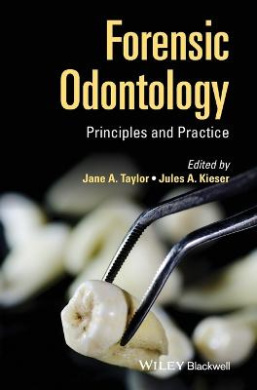 Forensic
Odontology
Principles and Practice
Edited by
Jane A. Taylor • Jules A. Kieser
WILEY Blackwell